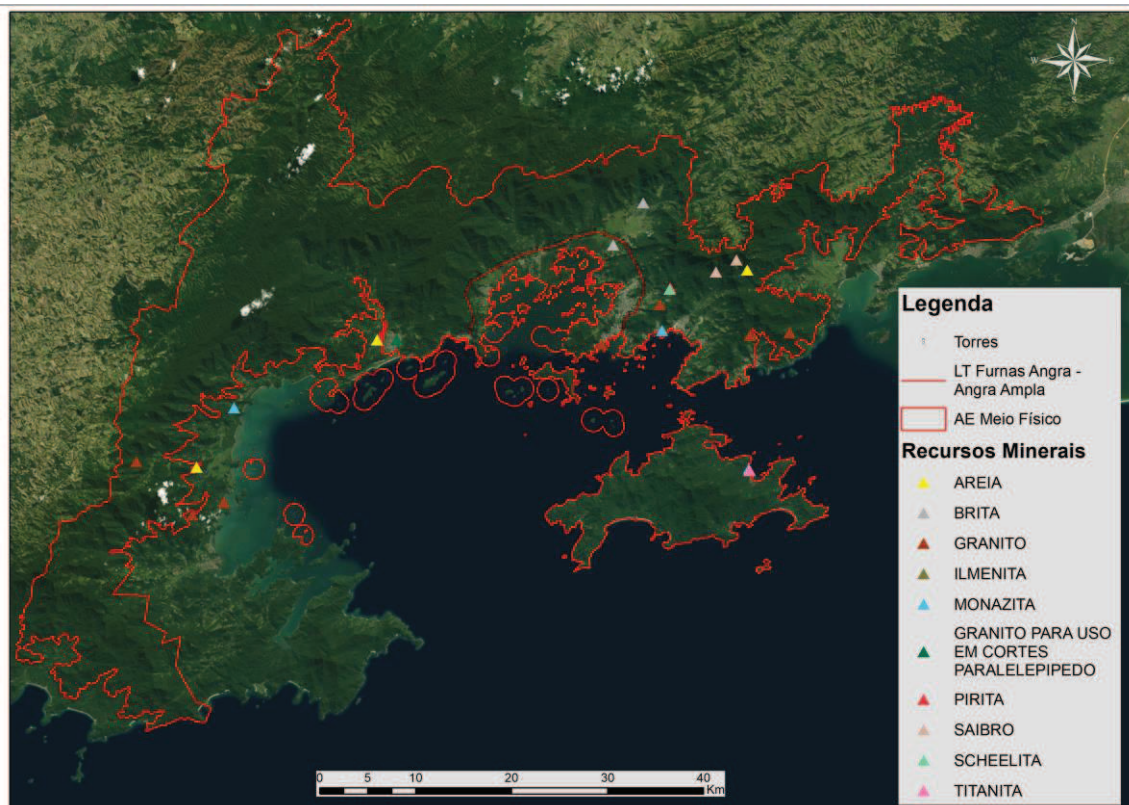 N
W
E
Legenda
Torres
LT Furnas Angra -
Angra Ampla
AE Meio Físico
Recursos Minerais
AREIA
BRITA
GRANITO
ILMENITA
MONAZITA
GRANITO PARA USO
EM CORTES
PARALELEPIPEDO
PIRITA
SAIBRO
SCHEELITA
TITANITA
0 5 10 20 30 40
Km